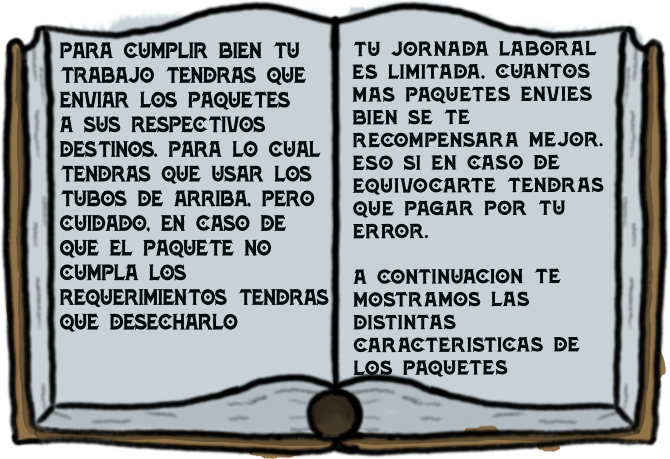 PARA CUMPLIR BIEN TU
TRABAJO TENDRAS QUE
ENVIAR LOS PAQUETES
A SUS RESPECTIVOS
DESTINOS. PARA LO CUAL
TENDRAS QUE USAR LOS
TUBOS DE ARRIBA. PERO
CUIDADO. EN CASO DE
QUE EL PAQUETE NO
CUMPLA LOS
REQUERIMIENTOS TENDRAS
QUE DESECHARLO
TU JORNADA LABORAL
ES LIMITADA. CUANTOS
MAS PAQUETES ENVIES
BIEN SE TE
RECOMPENSARA MEJOR.
ESO SI EN CASO DE
EQUIVOCARTE TENDRAS
QUE PAGAR POR TU
ERROR.
A CONTINUACION TE
MOSTRAMOS LAS
DISTINTAS
CARACTERISTICAS DE
LOS PAQUETES